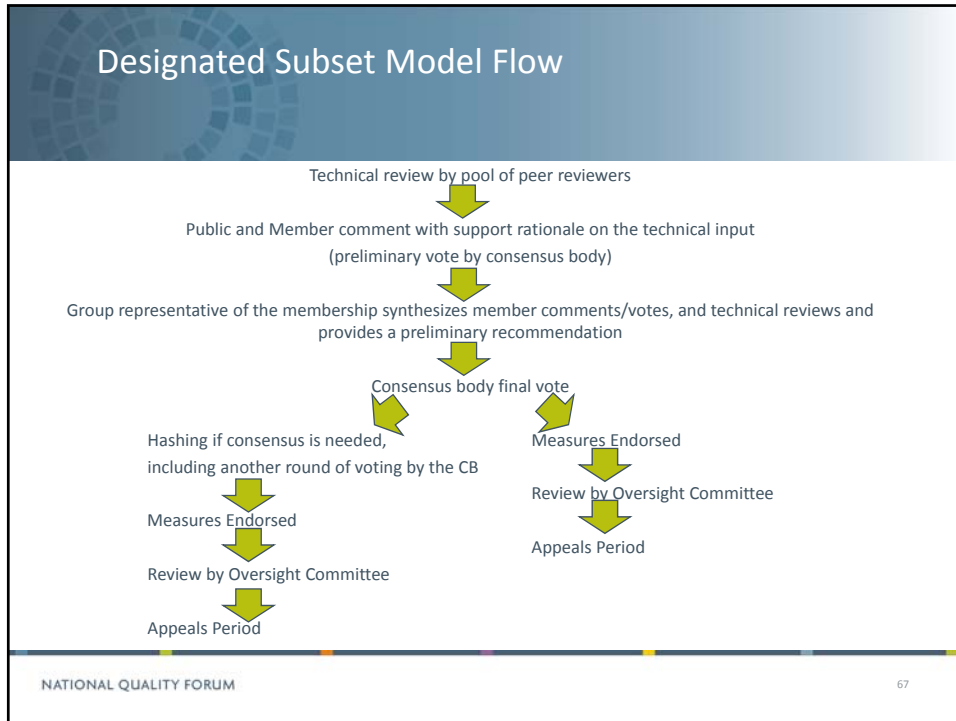 Designated Subset Model Flow
Technical review by pool of peer reviewers
Public and Member comment with support rationale on the technical input
(preliminary vote by consensus body)
Group representative of the membership synthesizes member comments/votes, and technical reviews and
provides a preliminary recommendation
Consensus body final vote
Hashing if consensus is needed,
including another round of voting by the CB
Measures Endorsed
Review by Oversight Committee
Appeals Period
Measures Endorsed
Review by Oversight Committee
Appeals Period
NATIONAL QUALITY FORUM
67